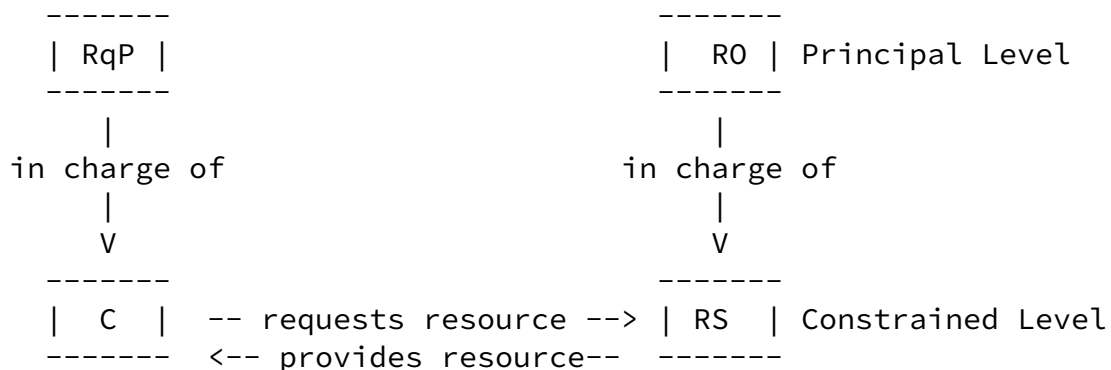 -------                            -------
| RqP |                            |  RO | Principal Level
-------                            -------
   |                                  |
in charge of                     in charge of
   |                                  |
   V                                  V
-------                            -------
|  C  |  -- requests resource --> | RS  | Constrained Level
-------  <-- provides resource--  -------